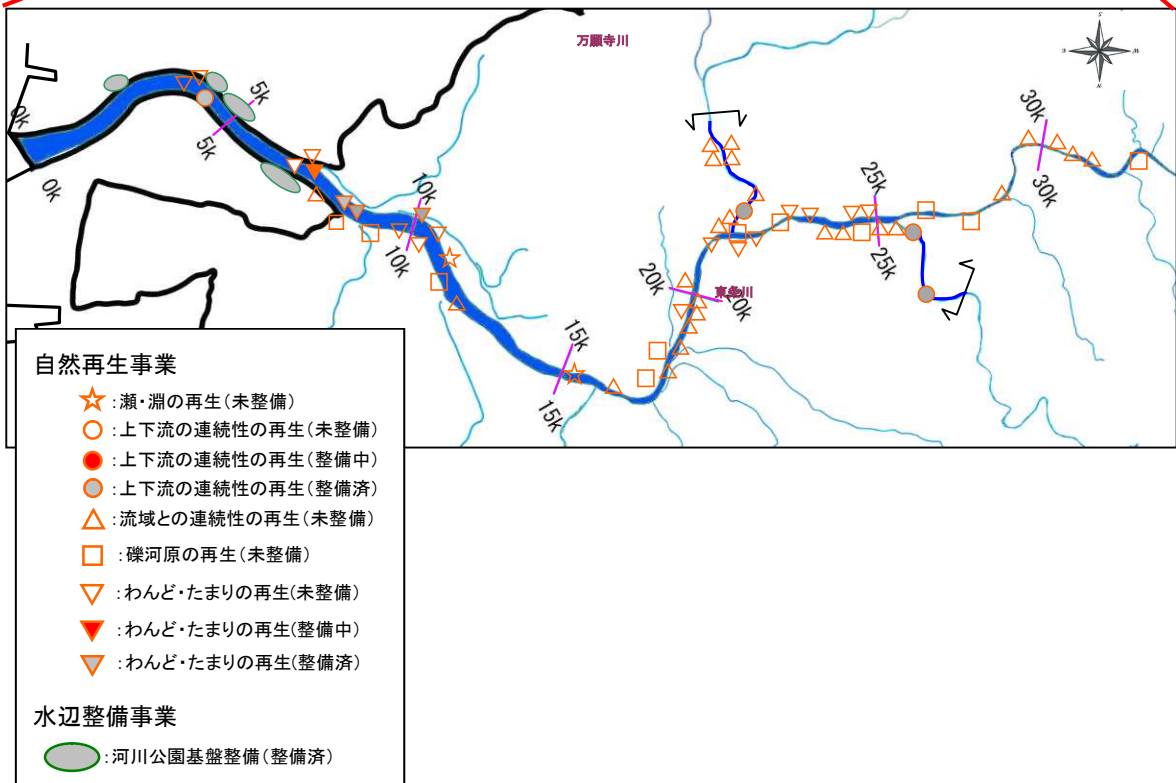 万願寺川
S
E
W
N
0k
0k
5k
5k
10k
10k
15k
15k
20k
20k
東条川
25k
25k
30k
30k
自然再生事業
:瀬・淵の再生(未整備)
:上下流の連続性の再生(未整備)
:上下流の連続性の再生(整備中)
:上下流の連続性の再生(整備済)
:流域との連続性の再生(未整備)
:礫河原の再生(未整備)
:わんど・たまりの再生(未整備)
:わんど・たまりの再生(整備中)
:わんど・たまりの再生(整備済)
水辺整備事業
:河川公園基盤整備(整備済)